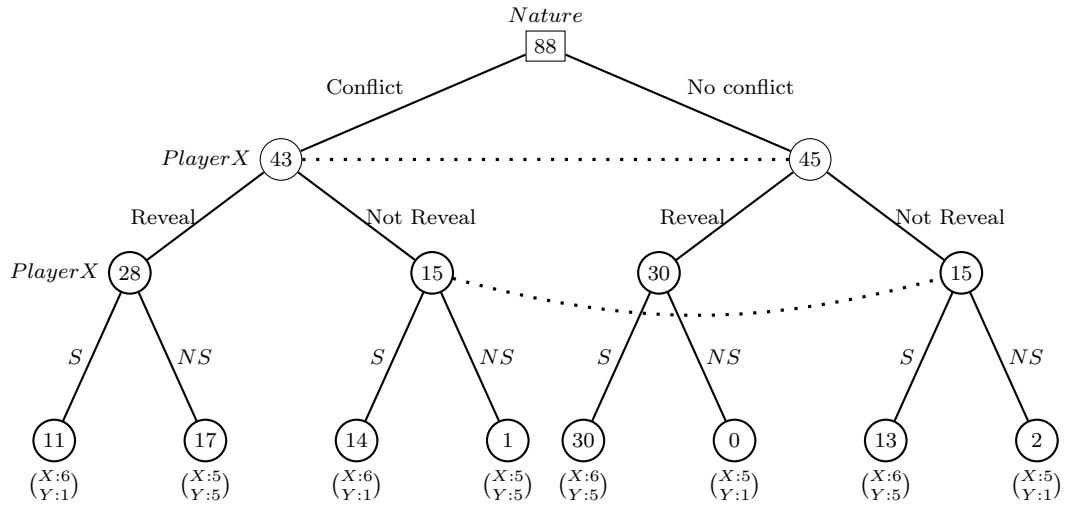 Nature
88
Conflict
No conflict
PlayerX
43
45
Reveal
Not Reveal
Reveal
Not Reveal
PlayerX
28
15
30
15
S
NS
S
NS
S
NS
S
NS
11
17
14
1
30
0
13
2
(X:6 Y:1)
(X:5 Y:5)
(X:6 Y:1)
(X:5 Y:5)
(X:6 Y:5)
(X:5 Y:1)
(X:6 Y:5)
(X:5 Y:1)